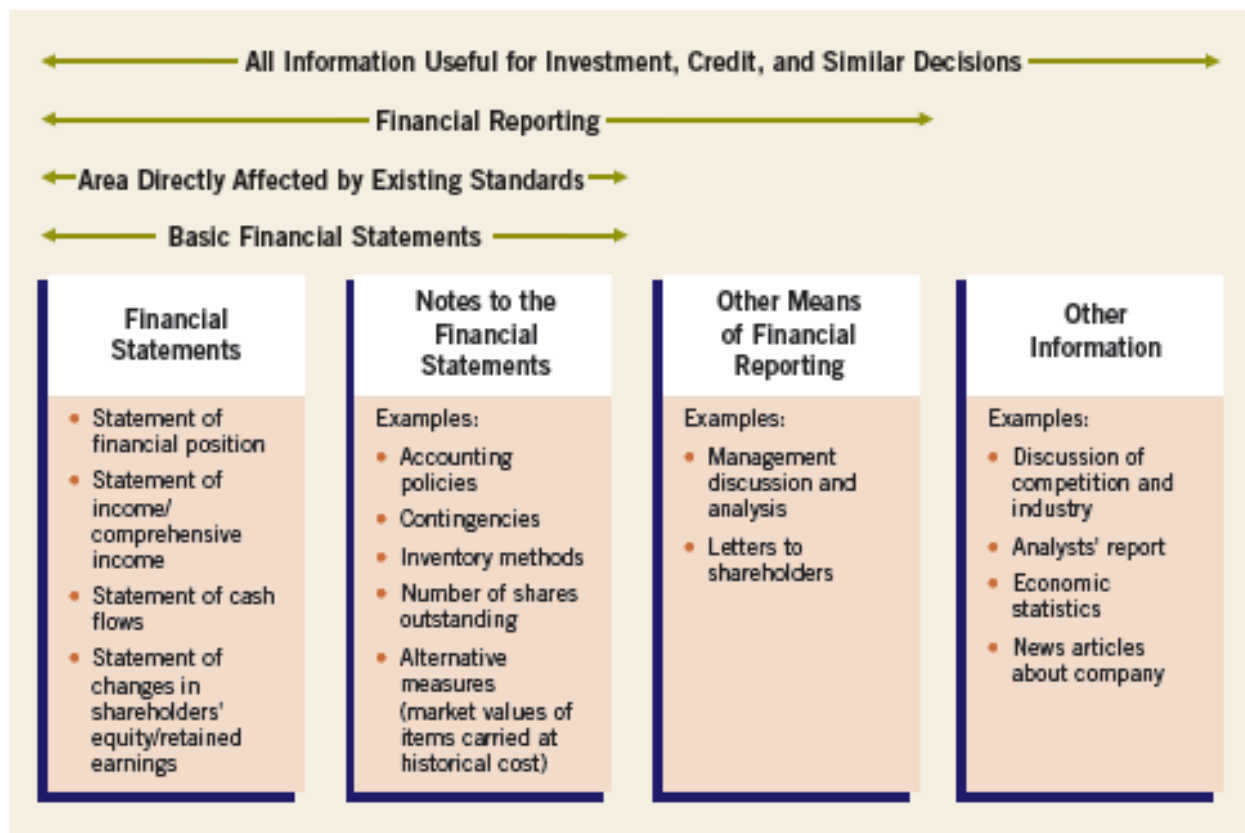 All Information Useful for Investment, Credit, and Similar Decisions
Financial Reporting
Area Directly Affected by Existing Standards
Basic Financial Statements
Financial
Statements
• Statement of
financial position
• Statement of
income/
comprehensive
income
• Statement of cash
flows
• Statement of
changes in
shareholders'
equity/retained
earnings
Notes to the
Financial
Statements
Examples:
• Accounting
policies
• Contingencies
• Inventory methods
• Number of shares
outstanding
• Alternative
measures
(market values of
items carried at
historical cost)
Other Means
of Financial
Reporting
Examples:
• Management
discussion and
analysis
• Letters to
shareholders
Other
Information
Examples:
• Discussion of
competition and
industry
• Analysts' report
• Economic
statistics
• News articles
about company